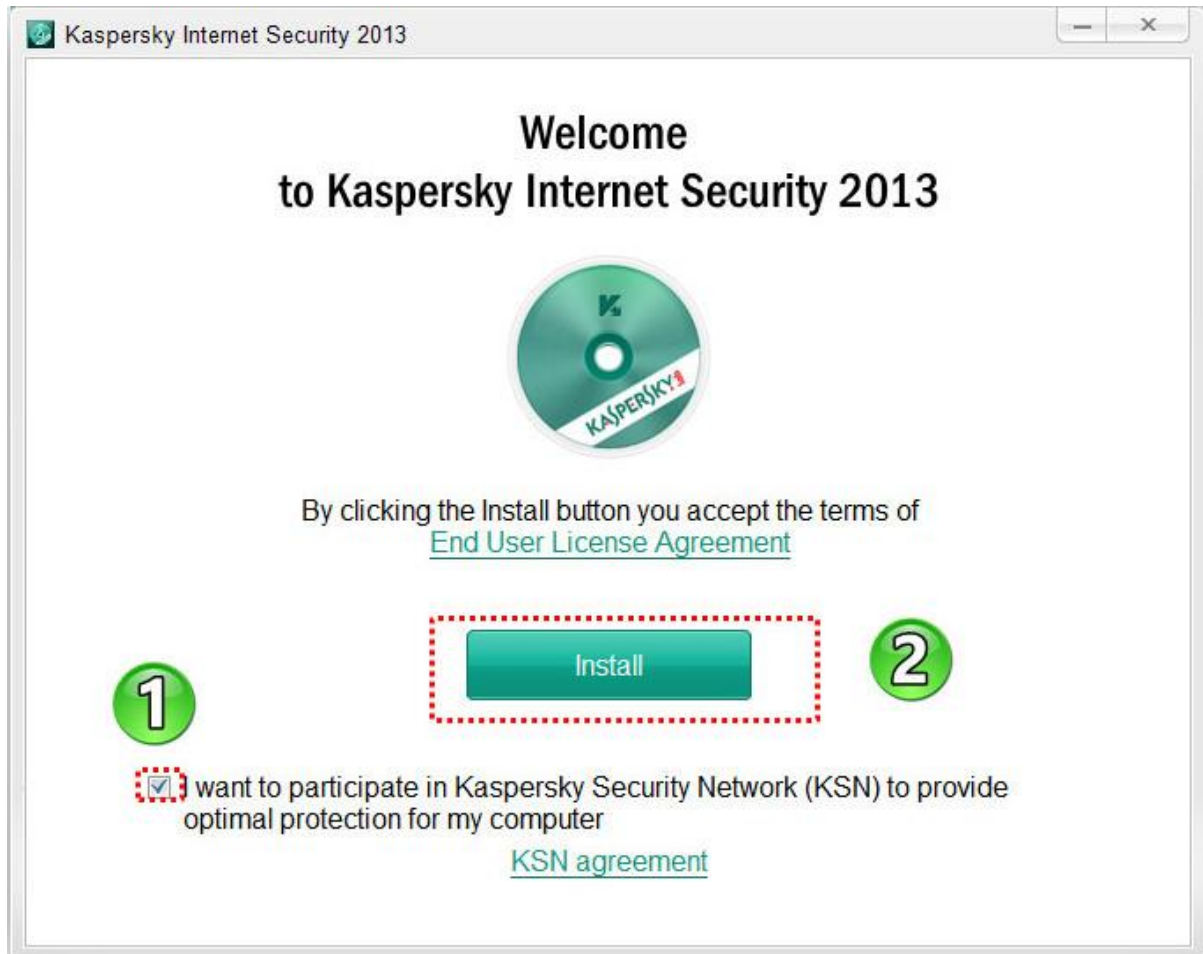 Kaspersky Internet Security 2013
Welcome
to Kaspersky Internet Security 2013
KASPERSKY
By clicking the Install button you accept the terms of
End User License Agreement
Install
2
1
I want to participate in Kaspersky Security Network (KSN) to provide
optimal protection for my computer
KSN agreement